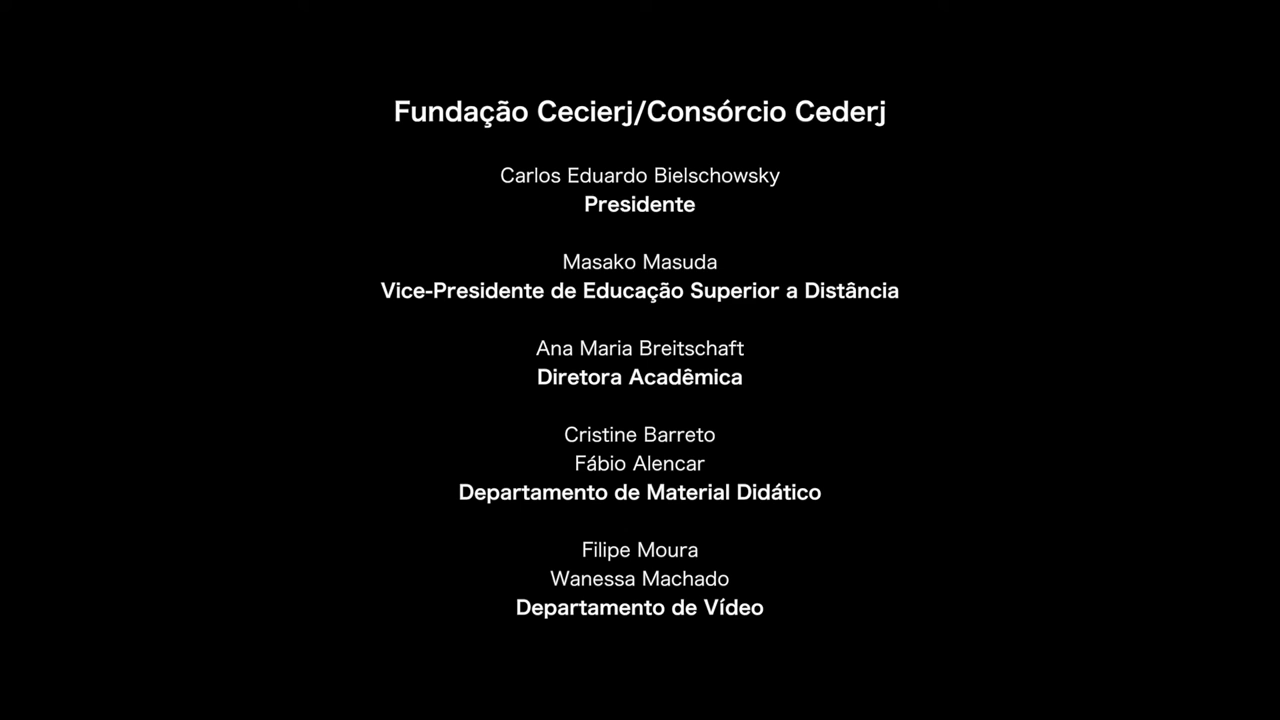 Fundação Cecierj/Consórcio Cederj
Carlos Eduardo Bielschowsky
Presidente
Masako Masuda
Vice-Presidente de Educação Superior a Distância
Ana Maria Breitschaft
Diretora Acadêmica
Cristine Barreto
Fábio Alencar
Departamento de Material Didático
Filipe Moura
Wanessa Machado
Departamento de Vídeo